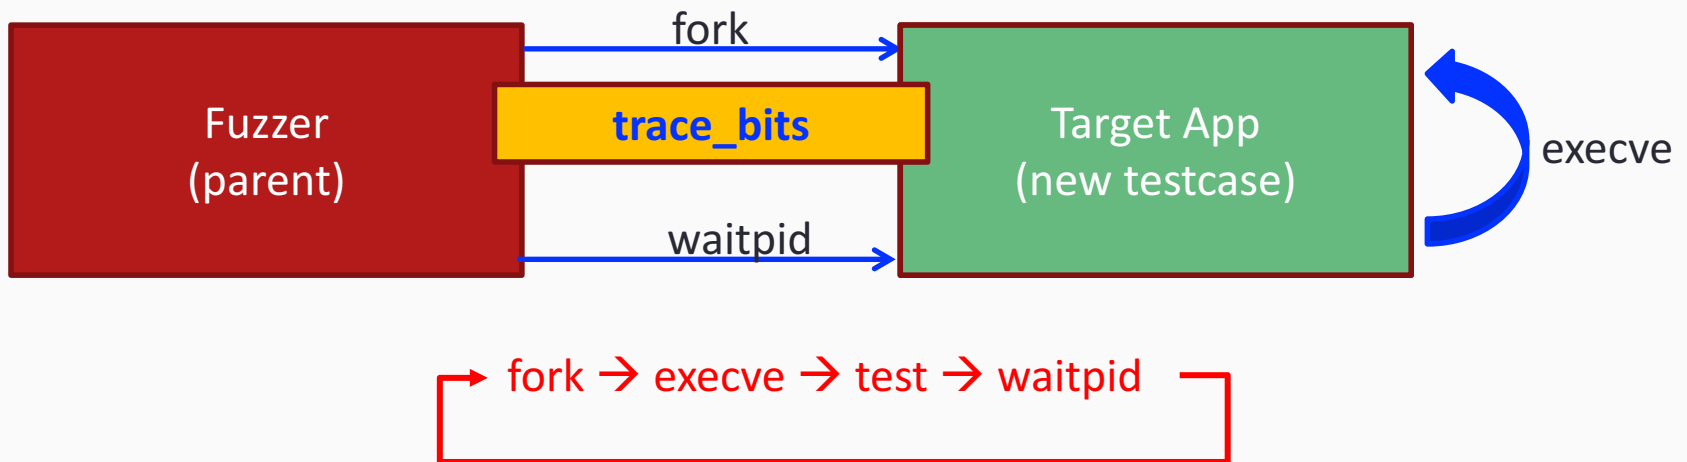 fork
Fuzzer
(parent)
trace_bits
Target App
(new testcase)
execve
waitpid
fork → execve → test → waitpid